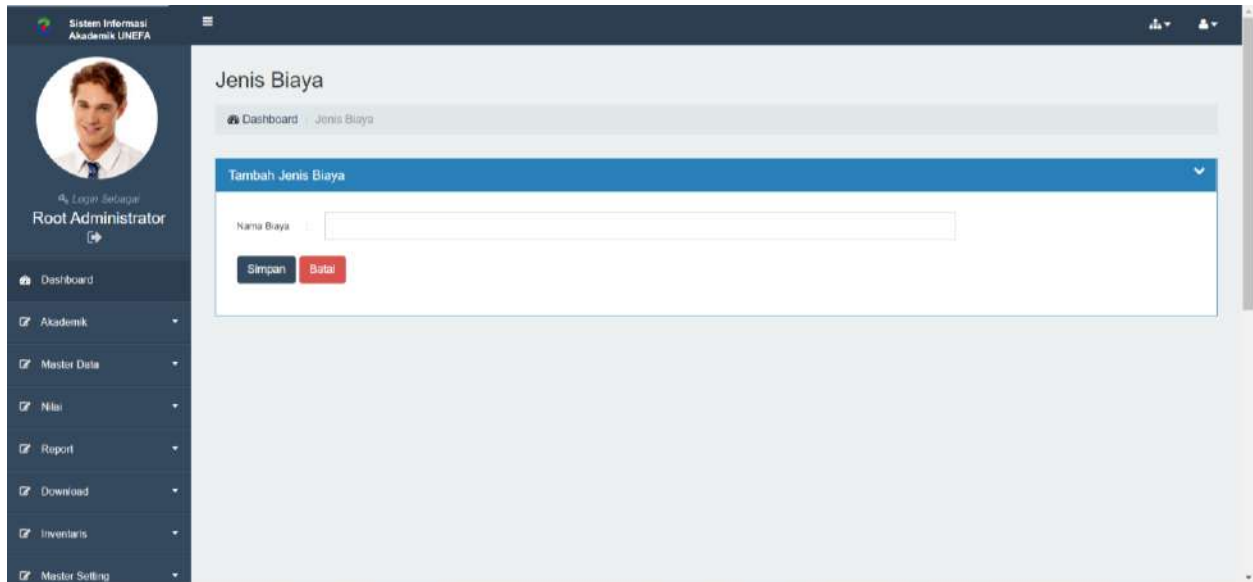 Sistem Informasi
Akademik UNEFA
Login Sebagai
Root Administrator
Dashboard
Akademik
Master Data
Nilai
Report
Download
Inventaris
Master Setting
Jenis Biaya
Dashboard Jenis Biaya
Tambah Jenis Biaya
Nama Biaya :
Simpan Batal